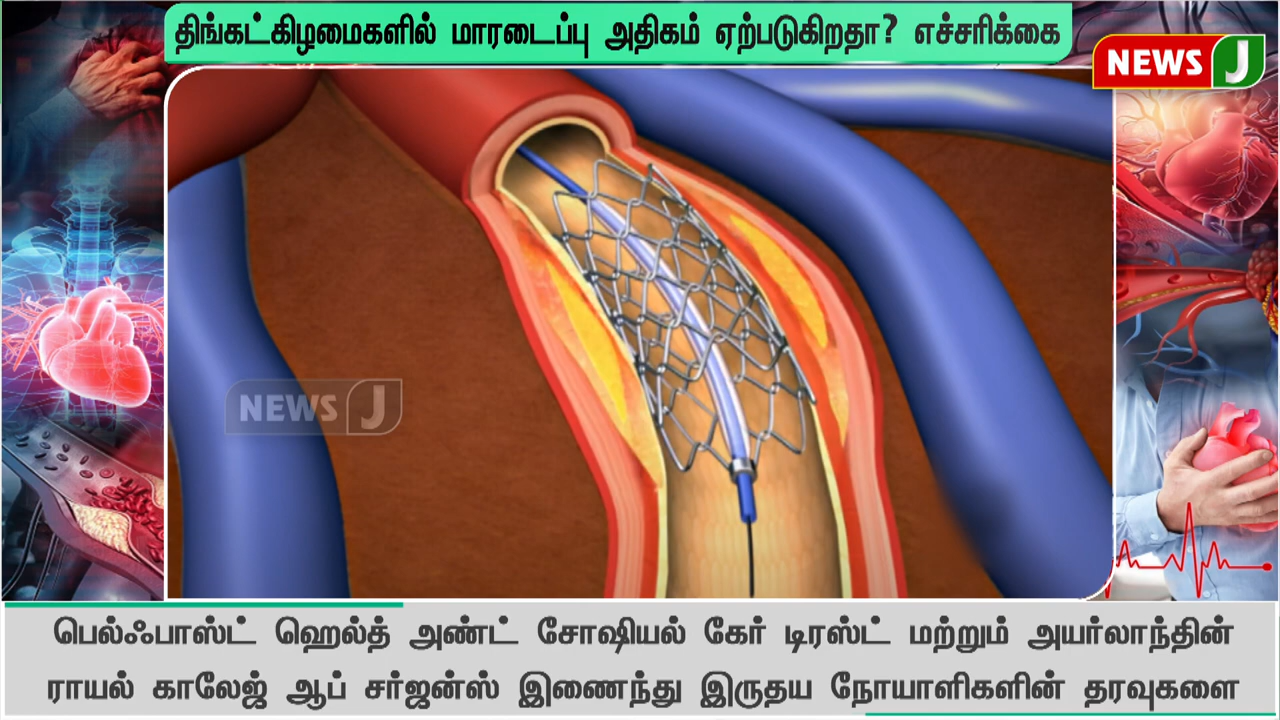 திங்கட்கிழமைகளில் மாரடைப்பு அதிகம் ஏற்படுகிறதா? எச்சரிக்கை
NEWS J
NEWS J
பெல்ஃபாஸ்ட் ஹெல்த் அண்ட் சோஷியல் கேர் டிரஸ்ட் மற்றும் அயர்லாந்தின்
ராயல் காலேஜ் ஆப் சர்ஜன்ஸ் இணைந்து இருதய நோயாளிகளின் தரவுகளை